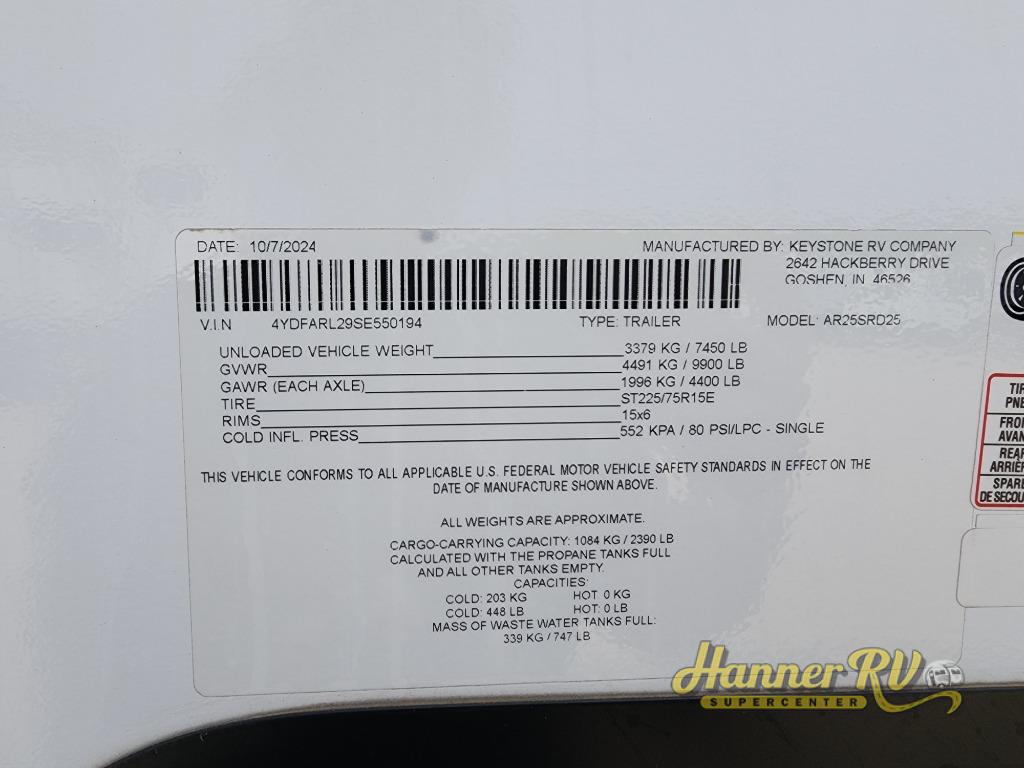 DATE: 10/7/2024
MANUFACTURED BY: KEYSTONE RV COMPANY
2642 HACKBERRY DRIVE
GOSHEN, IN 46526
V.I.N 4YDFARL29SE550194 TYPE: TRAILER MODEL: AR25SRD25
UNLOADED VEHICLE WEIGHT 3379 KG / 7450 LB
GVWR 4491 KG / 9900 LB
GAWR (EACH AXLE) 1996 KG / 4400 LB
TIRE ST225/75R15E
RIMS 15x6
COLD INFL. PRESS 552 KPA / 80 PSI/LPC - SINGLE
THIS VEHICLE CONFORMS TO ALL APPLICABLE U.S. FEDERAL MOTOR VEHICLE SAFETY STANDARDS IN EFFECT ON THE
DATE OF MANUFACTURE SHOWN ABOVE.
ALL WEIGHTS ARE APPROXIMATE.
CARGO-CARRYING CAPACITY: 1084 KG / 2390 LB
CALCULATED WITH THE PROPANE TANKS FULL
AND ALL OTHER TANKS EMPTY.
CAPACITIES:
COLD: 203 KG HOT: 0 KG
COLD: 448 LB HOT: 0 LB
MASS OF WASTE WATER TANKS FULL:
339 KG / 747 LB
TIR
PNE
FRO
AVAN
REAR
ARRIÈ
SPARE
DE SECOU
Hanner RV
SUPERCENTER